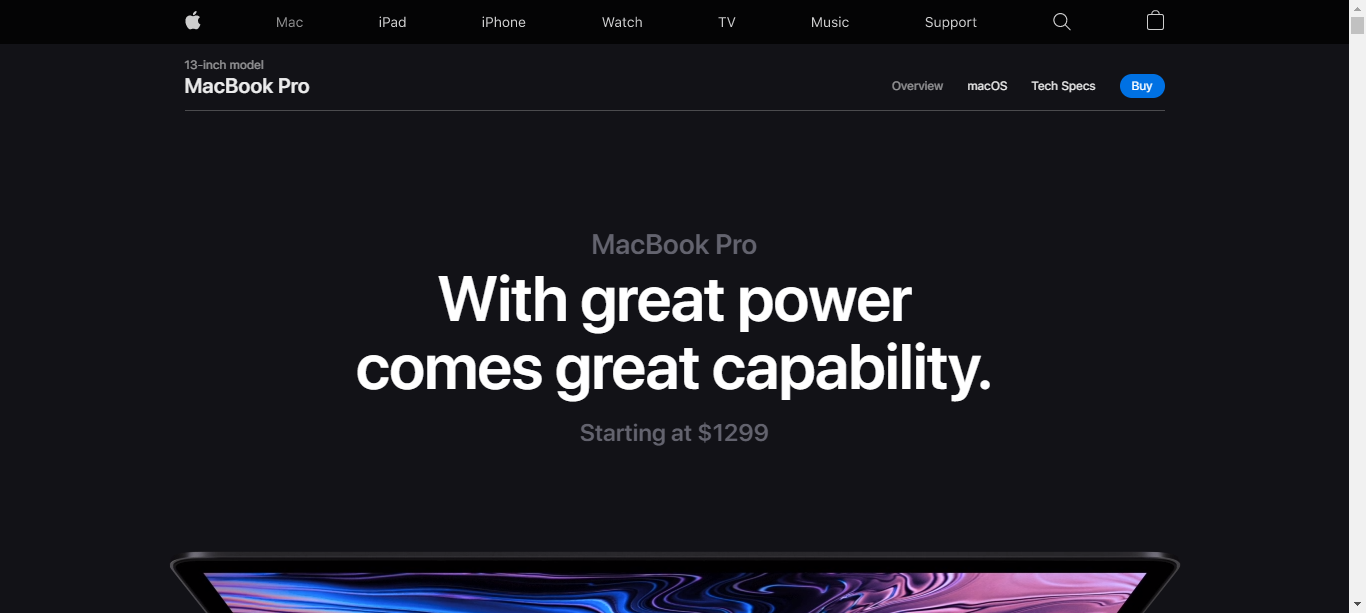 Mac
iPad
iPhone
Watch
TV
Music
Support
13-inch model
MacBook Pro
Overview
macOS
Tech Specs
Buy
MacBook Pro
With great power
comes great capability.
Starting at $1299